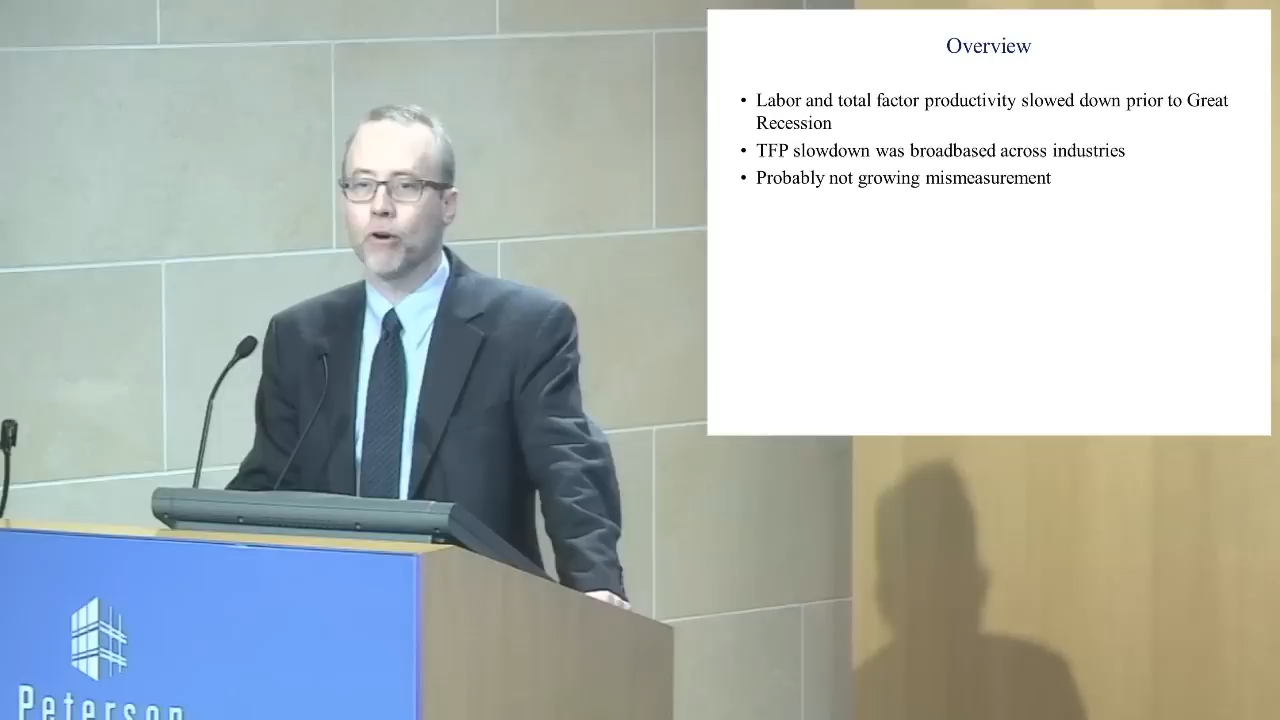 Overview
• Labor and total factor productivity slowed down prior to Great
Recession
• TFP slowdown was broadbased across industries
• Probably not growing mismeasurement
Peterson